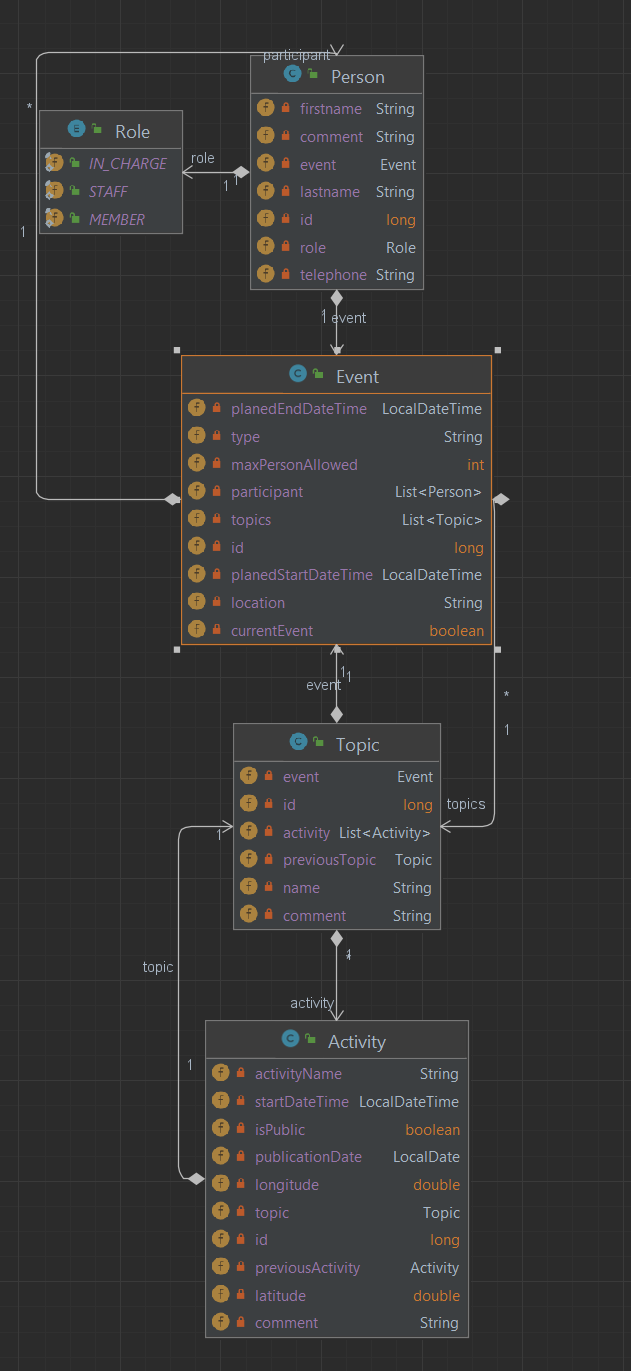 participant
Person
firstname String
comment String
event Event
lastname String
id long
role Role
telephone String
*
Role
IN_CHARGE
STAFF
MEMBER
role
1
1
1
1 event
Event
planedEndDateTime LocalDateTime
type String
maxPersonAllowed int
participant List<Person>
topics List<Topic>
id long
planedStartDateTime LocalDateTime
location String
currentEvent boolean
1
1
event
*
1
Topic
event Event
id long
activity List<Activity>
previousTopic Topic
name String
comment String
topics
1
topic
activity
1
Activity
activityName String
startDateTime LocalDateTime
isPublic boolean
publicationDate LocalDate
longitude double
topic Topic
id long
previousActivity Activity
latitude double
comment String